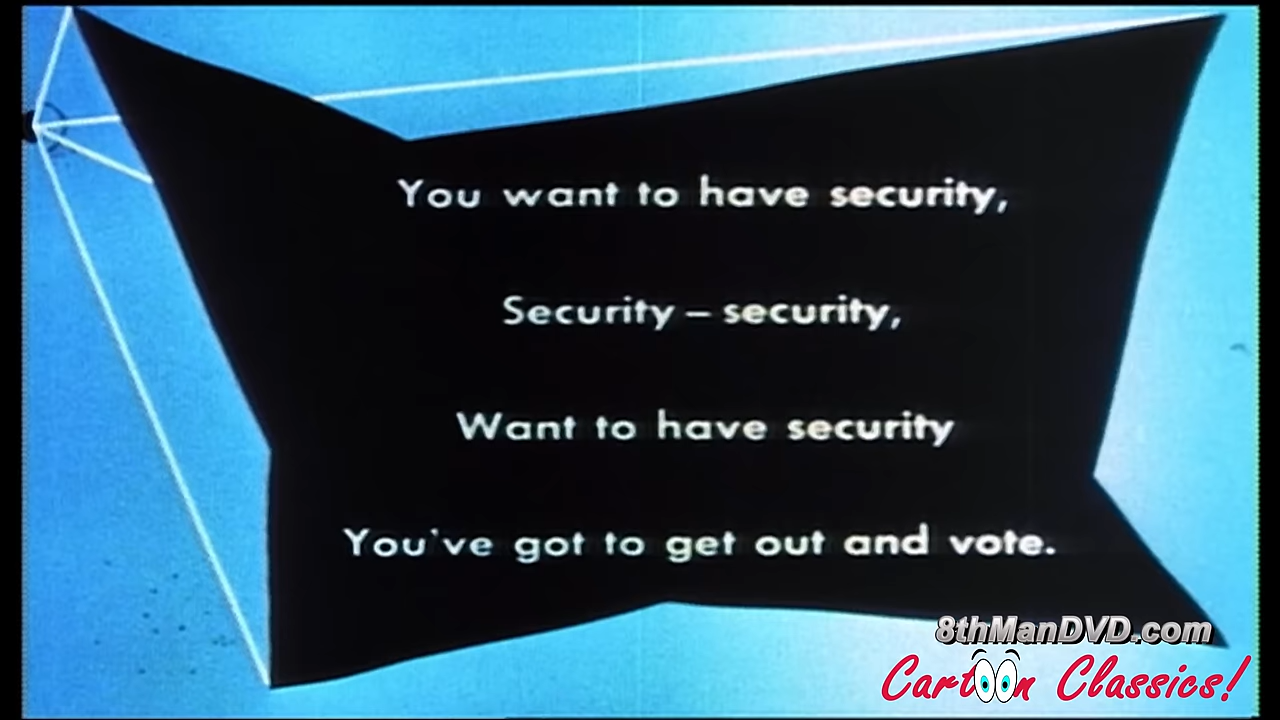 You want to have security,
Security – security,
Want to have security
You've got to get out and vote.
8thManDVD.com
Cartoon Classics!